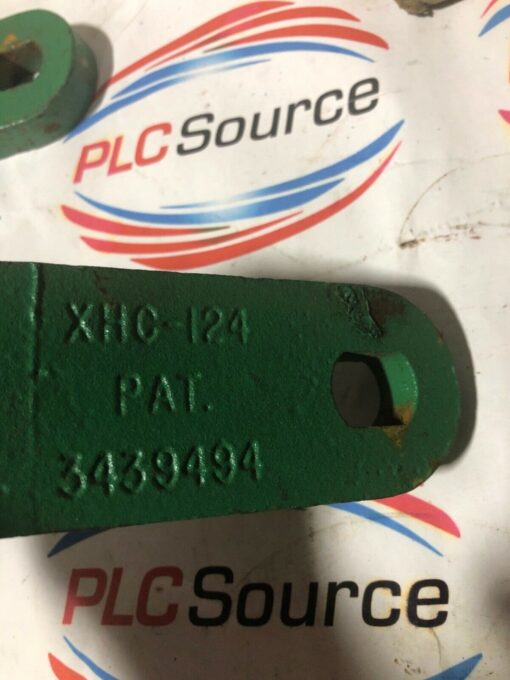 PLCSource
XHC-124
PAT.
3439494
PLCSource